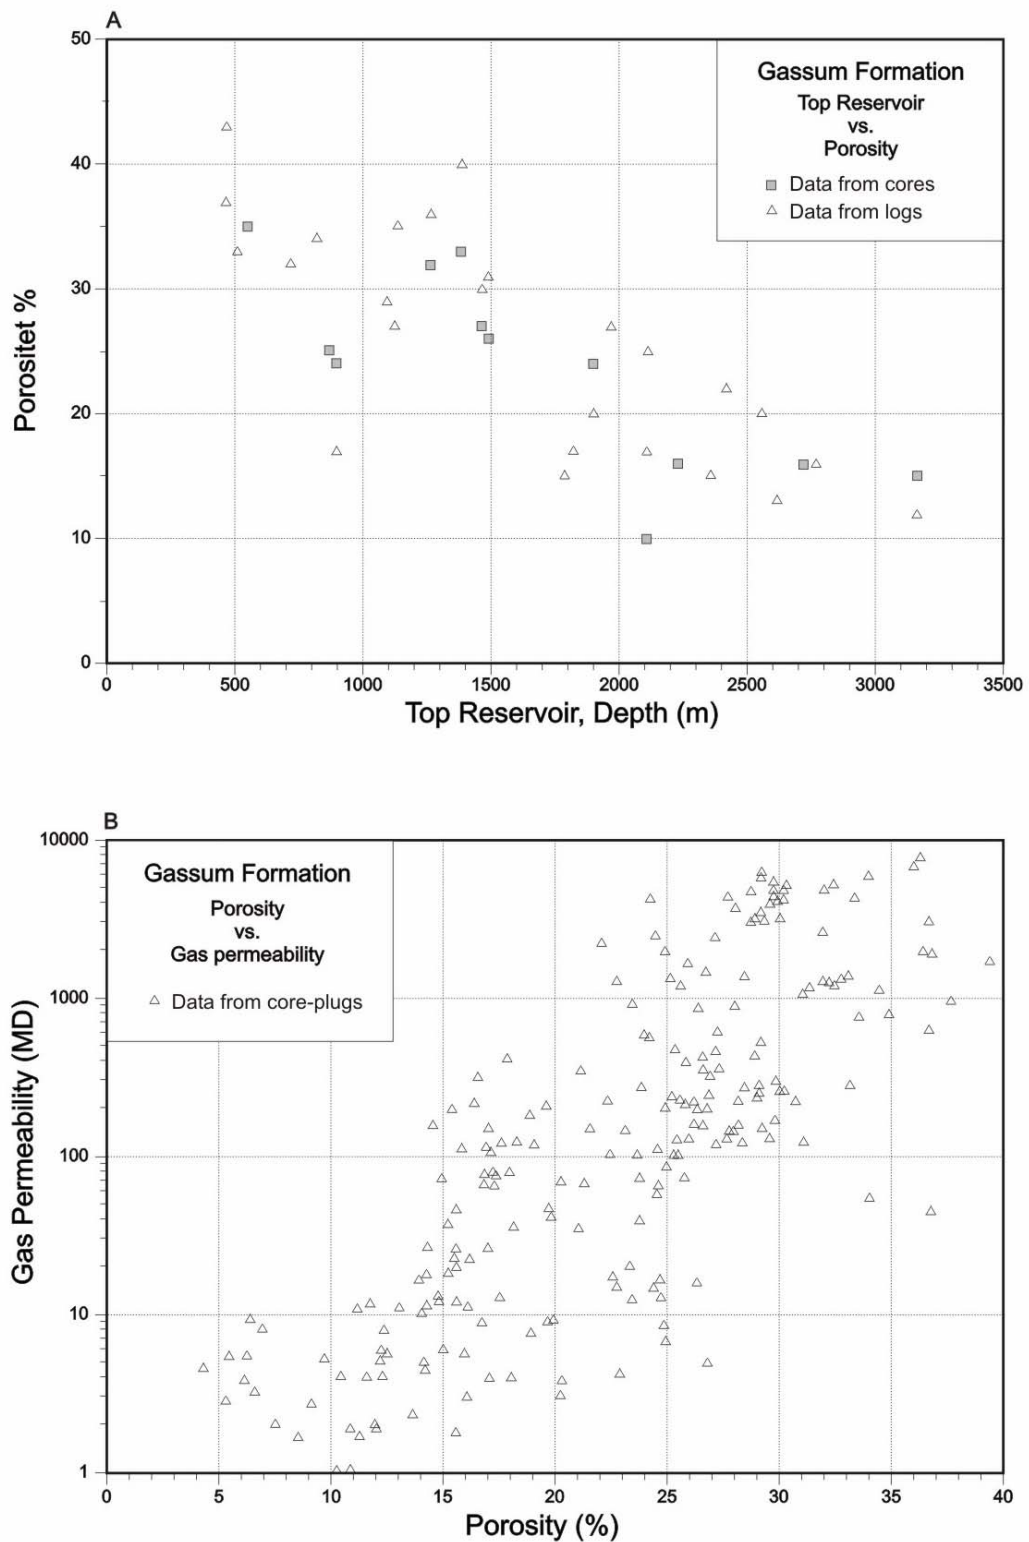 A
50
40
30
20
10
0
Porositet %
Gassum Formation
Top Reservoir
vs.
Porosity
Data from cores
Data from logs
0 500 1000 1500 2000 2500 3000 3500
Top Reservoir, Depth (m)
B
10000
1000
100
10
1
Gas Permeability (MD)
Gassum Formation
Porosity
vs.
Gas permeability
Data from core-plugs
0 5 10 15 20 25 30 35 40
Porosity (%)